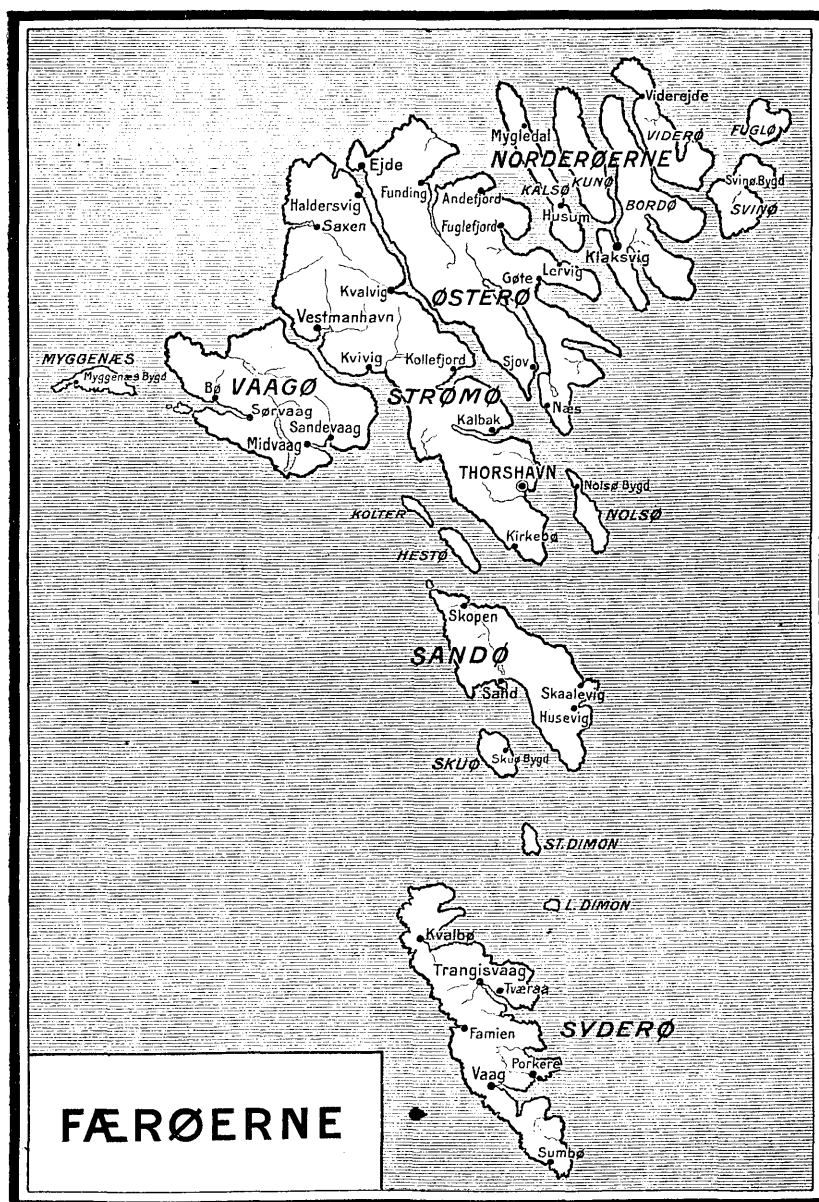 Viderejde
VIDERØ
FUGLØ
Mygledal
NORDERØERNE
Ejde
KALSØ
KUNØ
Svinø Bygd
SVINØ
Funding
Andefjord
Haldersvig
Husum
BORDØ
Saxen
Fuglefjord
Klaksvig
Lervig
Gøte
Kvalvig
ØSTERØ
Vestmanhavn
MYGGENÆS
Myggenæs Bygd
Kvivig
Kollefjord
Sjov
Bø
VAAGØ
STRØMØ
Næs
Sørvaag
Sandevaag
Kalbak
Midvaag
THORSHAVN
Nolsø Bygd
KOLTER
NOLSØ
Kirkebø
HESTØ
Skopen
SANDØ
Sand
Skaalevig
Husevig
SKUØ
Skuø Bygd
ST. DIMON
L. DIMON
Kvalbø
Trangisvaag
Tværaa
SYDERØ
Famien
Porkere
Vaag
FÆRØERNE
Sumbø